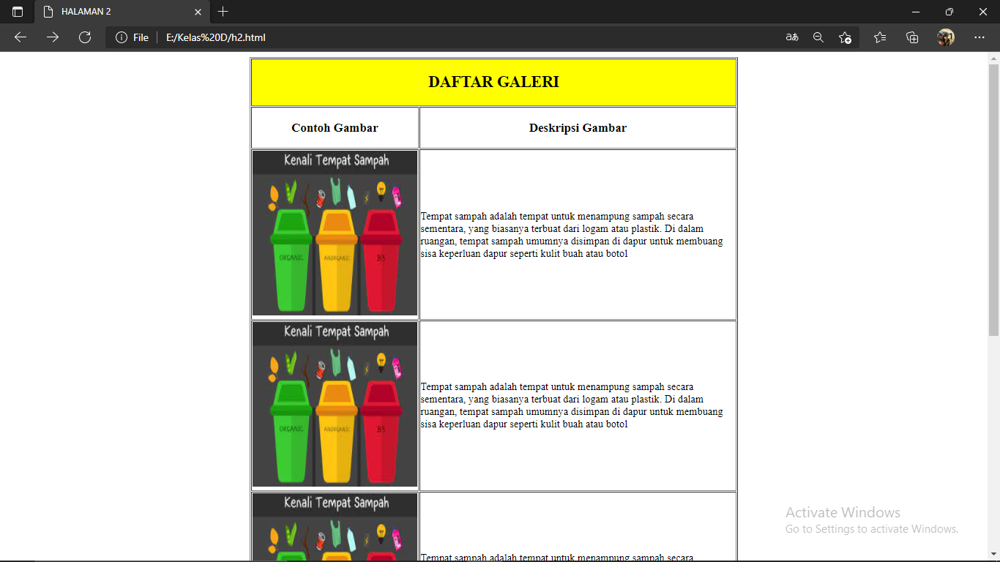 HALAMAN 2
File
E:/Kelas%20D/h2.html
DAFTAR GALERI
Contoh Gambar
Deskripsi Gambar
Kenali Tempat Sampah
ORGANIC
ANORGANIC
B3
Tempat sampah adalah tempat untuk menampung sampah secara
sementara, yang biasanya terbuat dari logam atau plastik. Di dalam
ruangan, tempat sampah umumnya disimpan di dapur untuk membuang
sisa keperluan dapur seperti kulit buah atau botol
Kenali Tempat Sampah
ORGANIC
ANORGANIC
B3
Tempat sampah adalah tempat untuk menampung sampah secara
sementara, yang biasanya terbuat dari logam atau plastik. Di dalam
ruangan, tempat sampah umumnya disimpan di dapur untuk membuang
sisa keperluan dapur seperti kulit buah atau botol
Kenali Tempat Sampah
Tempat sampah adalah tempat untuk menampung sampah secara
Activate Windows
Go to Settings to activate Windows.